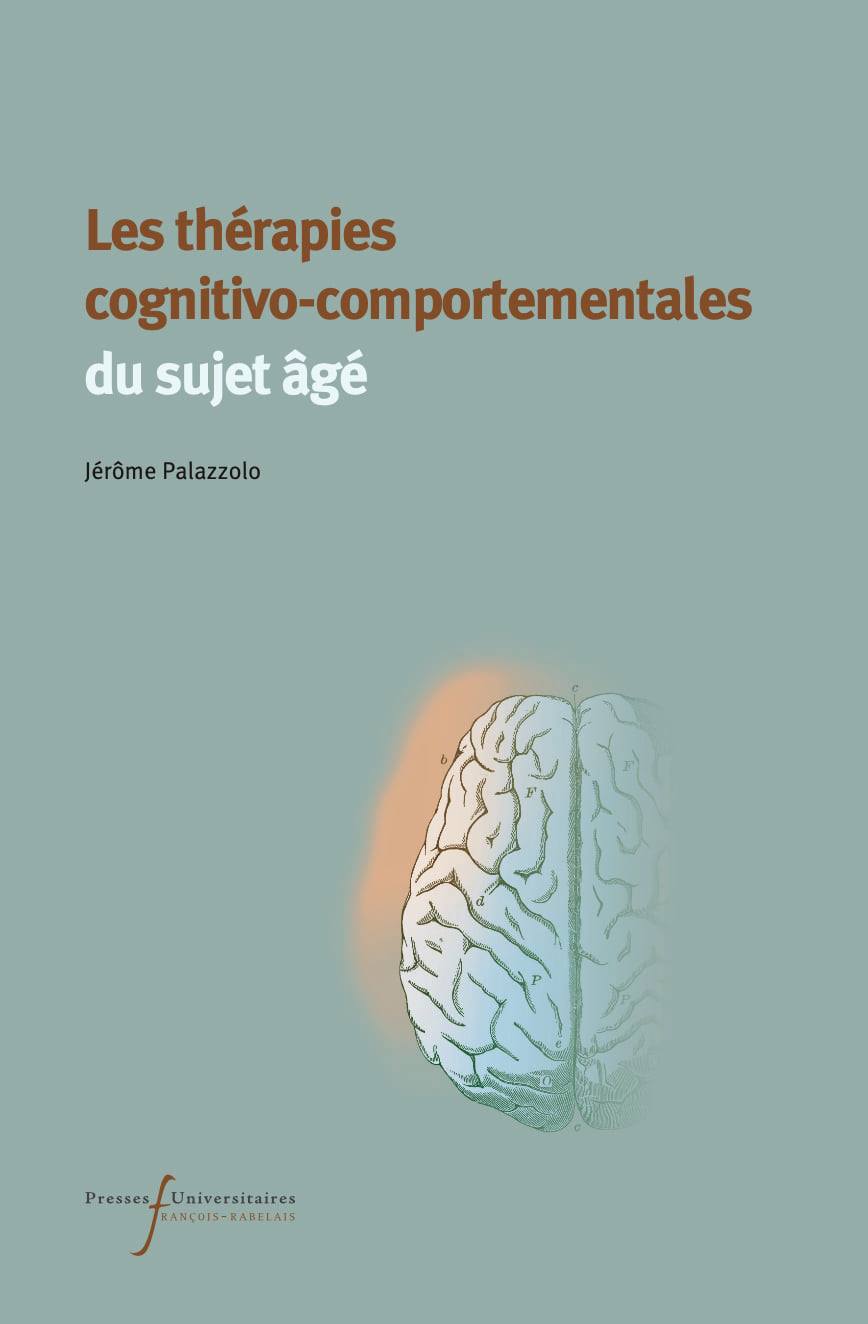 Les thérapies
cognitivo-comportementales
du sujet âgé
Jérôme Palazzolo
c
b
F
F
d
P
P
e
O
c
Presses Universitaires
FRANÇOIS-RABELAIS